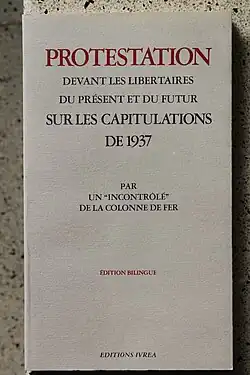 PROTESTATION
DEVANT LES LIBERTAIRES
DU PRÉSENT ET DU FUTUR
SUR LES CAPITULATIONS
DE 1937
PAR
UN "INCONTRÔLÉ"
DE LA COLONNE DE FER
ÉDITION BILINGUE
EDITIONS IVREA